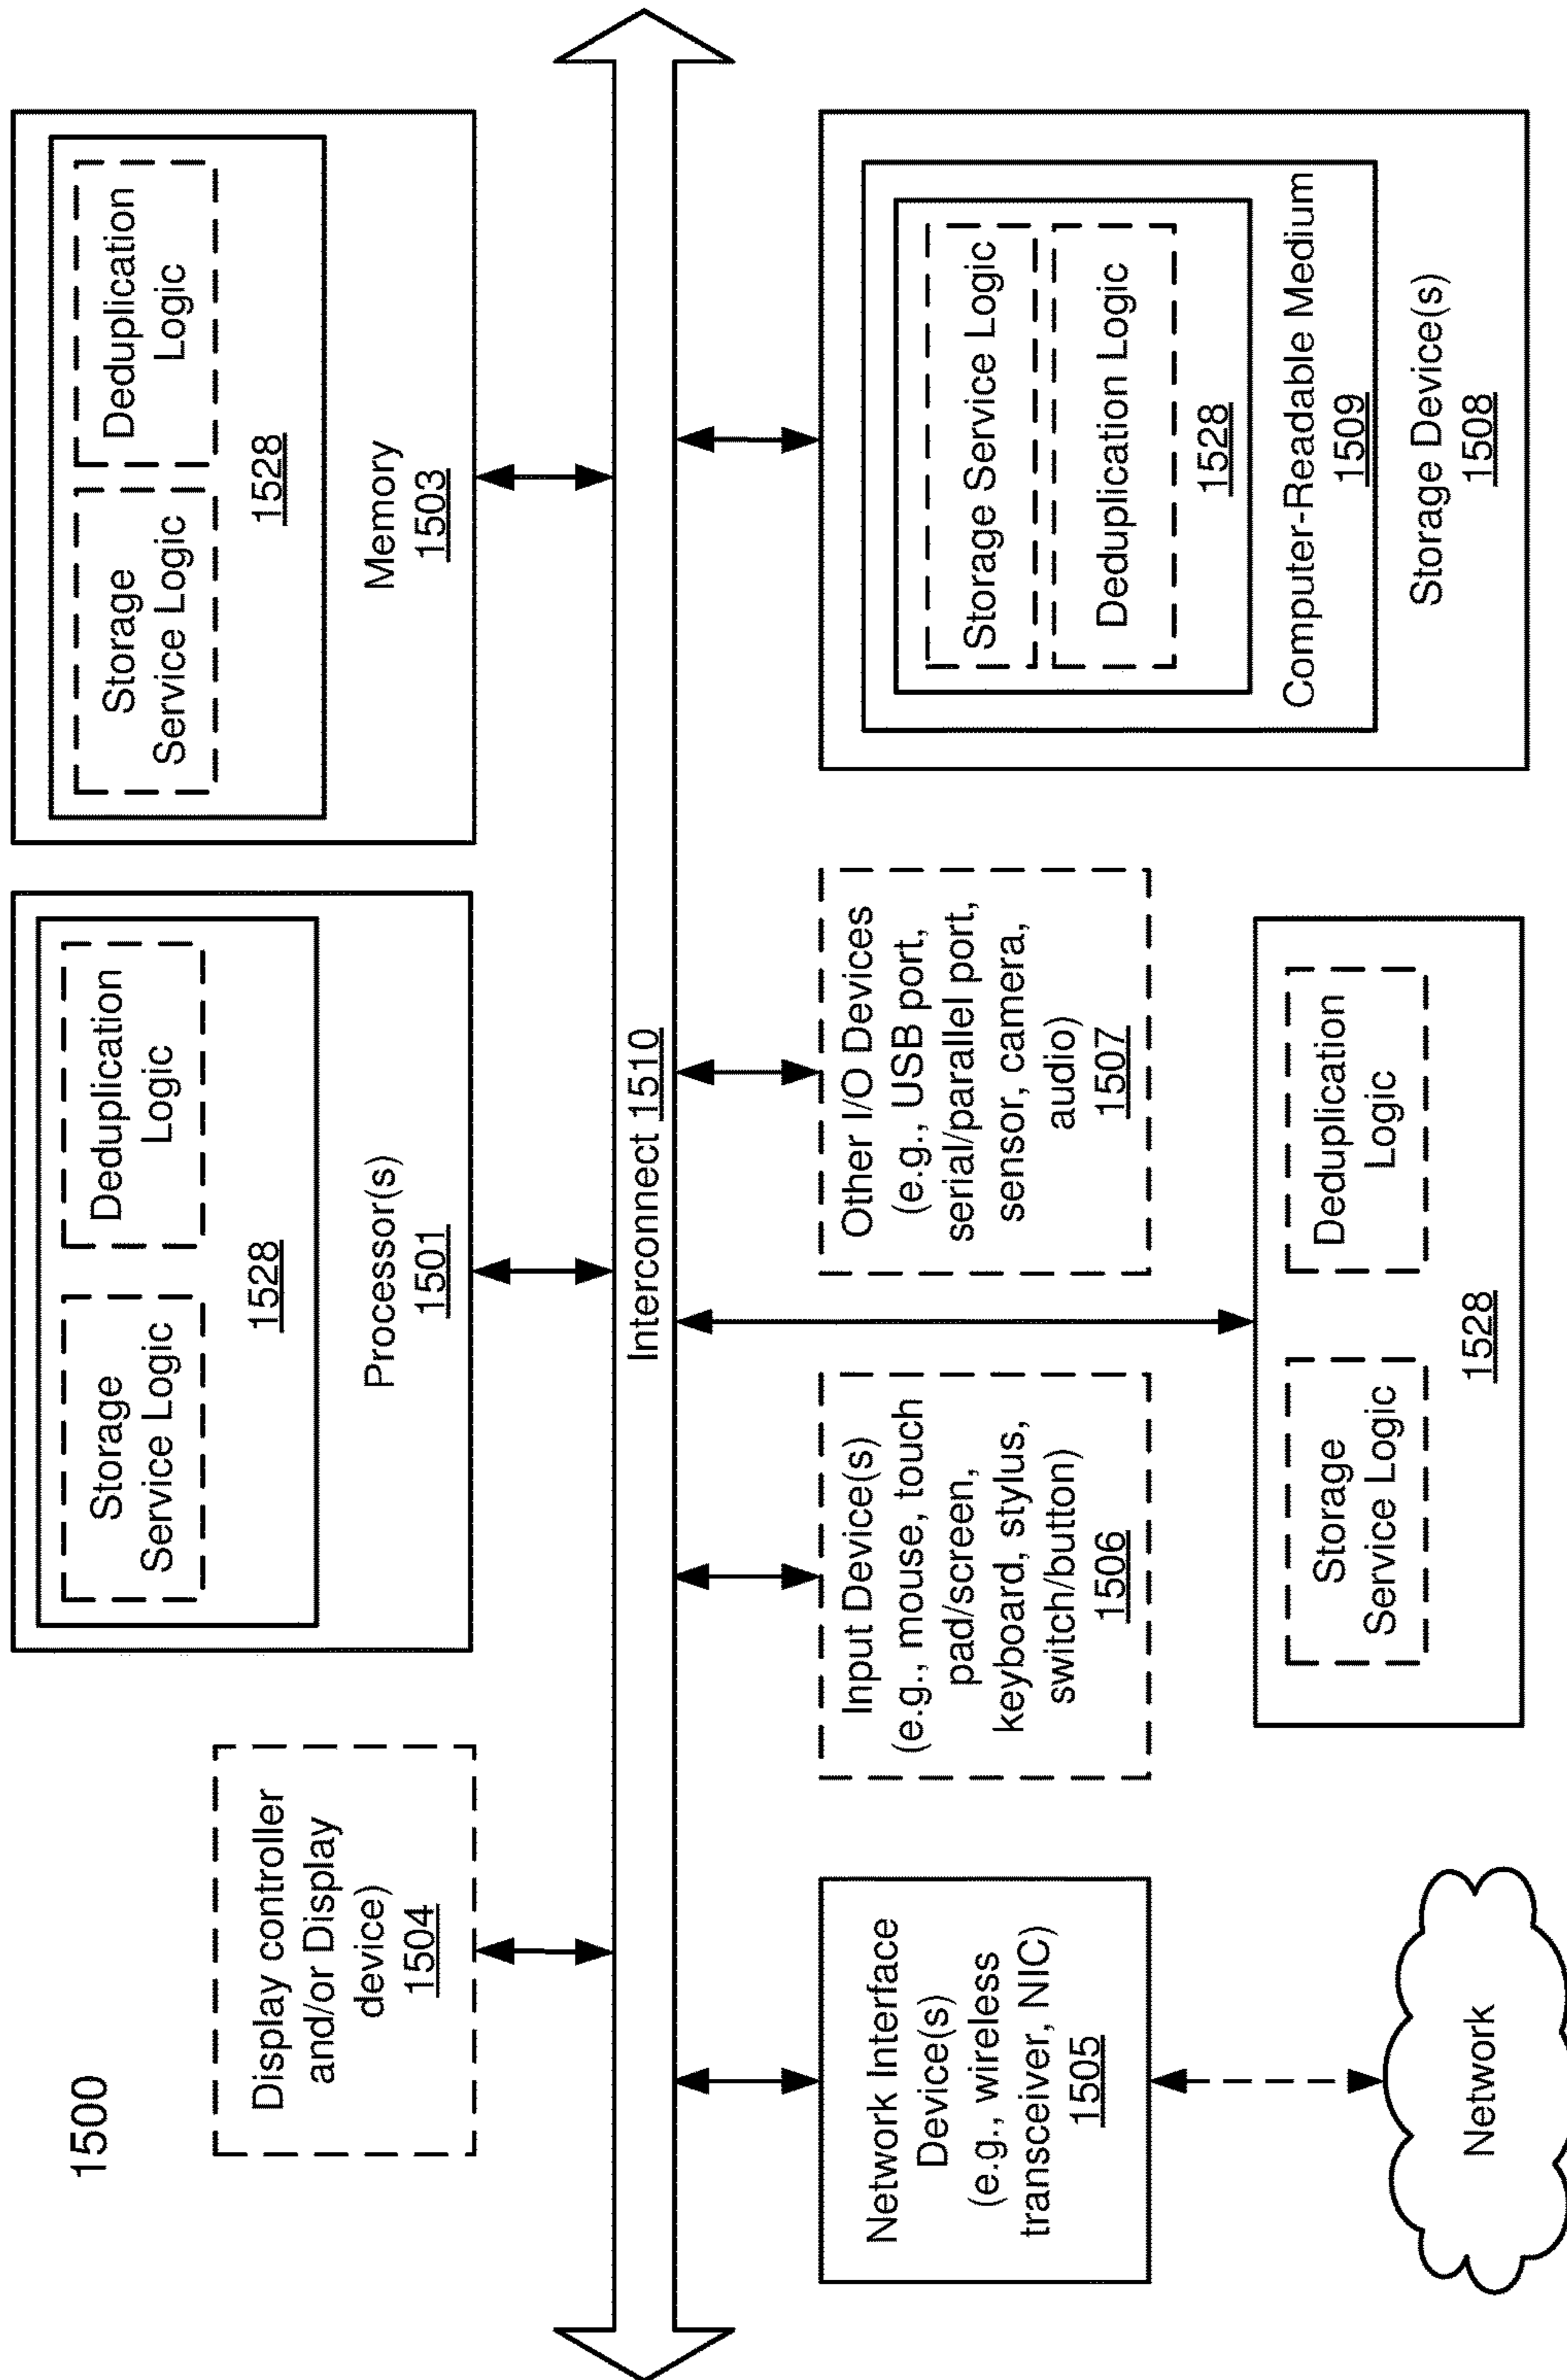 1500
Display controller
and/or Display
device)
1504
Storage
Service Logic
Deduplication
Logic
1528
Processor(s)
1501
Storage
Service Logic
Deduplication
Logic
1528
Memory
1503
Interconnect 1510
Network Interface
Device(s)
(e.g., wireless
transceiver, NIC)
1505
Input Device(s)
(e.g., mouse, touch
pad/screen,
keyboard, stylus,
switch/button)
1506
Other I/O Devices
(e.g., USB port,
serial/parallel port,
sensor, camera,
audio)
1507
Storage Service Logic
Deduplication Logic
1528
Computer-Readable Medium
1509
Storage Device(s)
1508
Storage
Service Logic
Deduplication
Logic
1528
Network